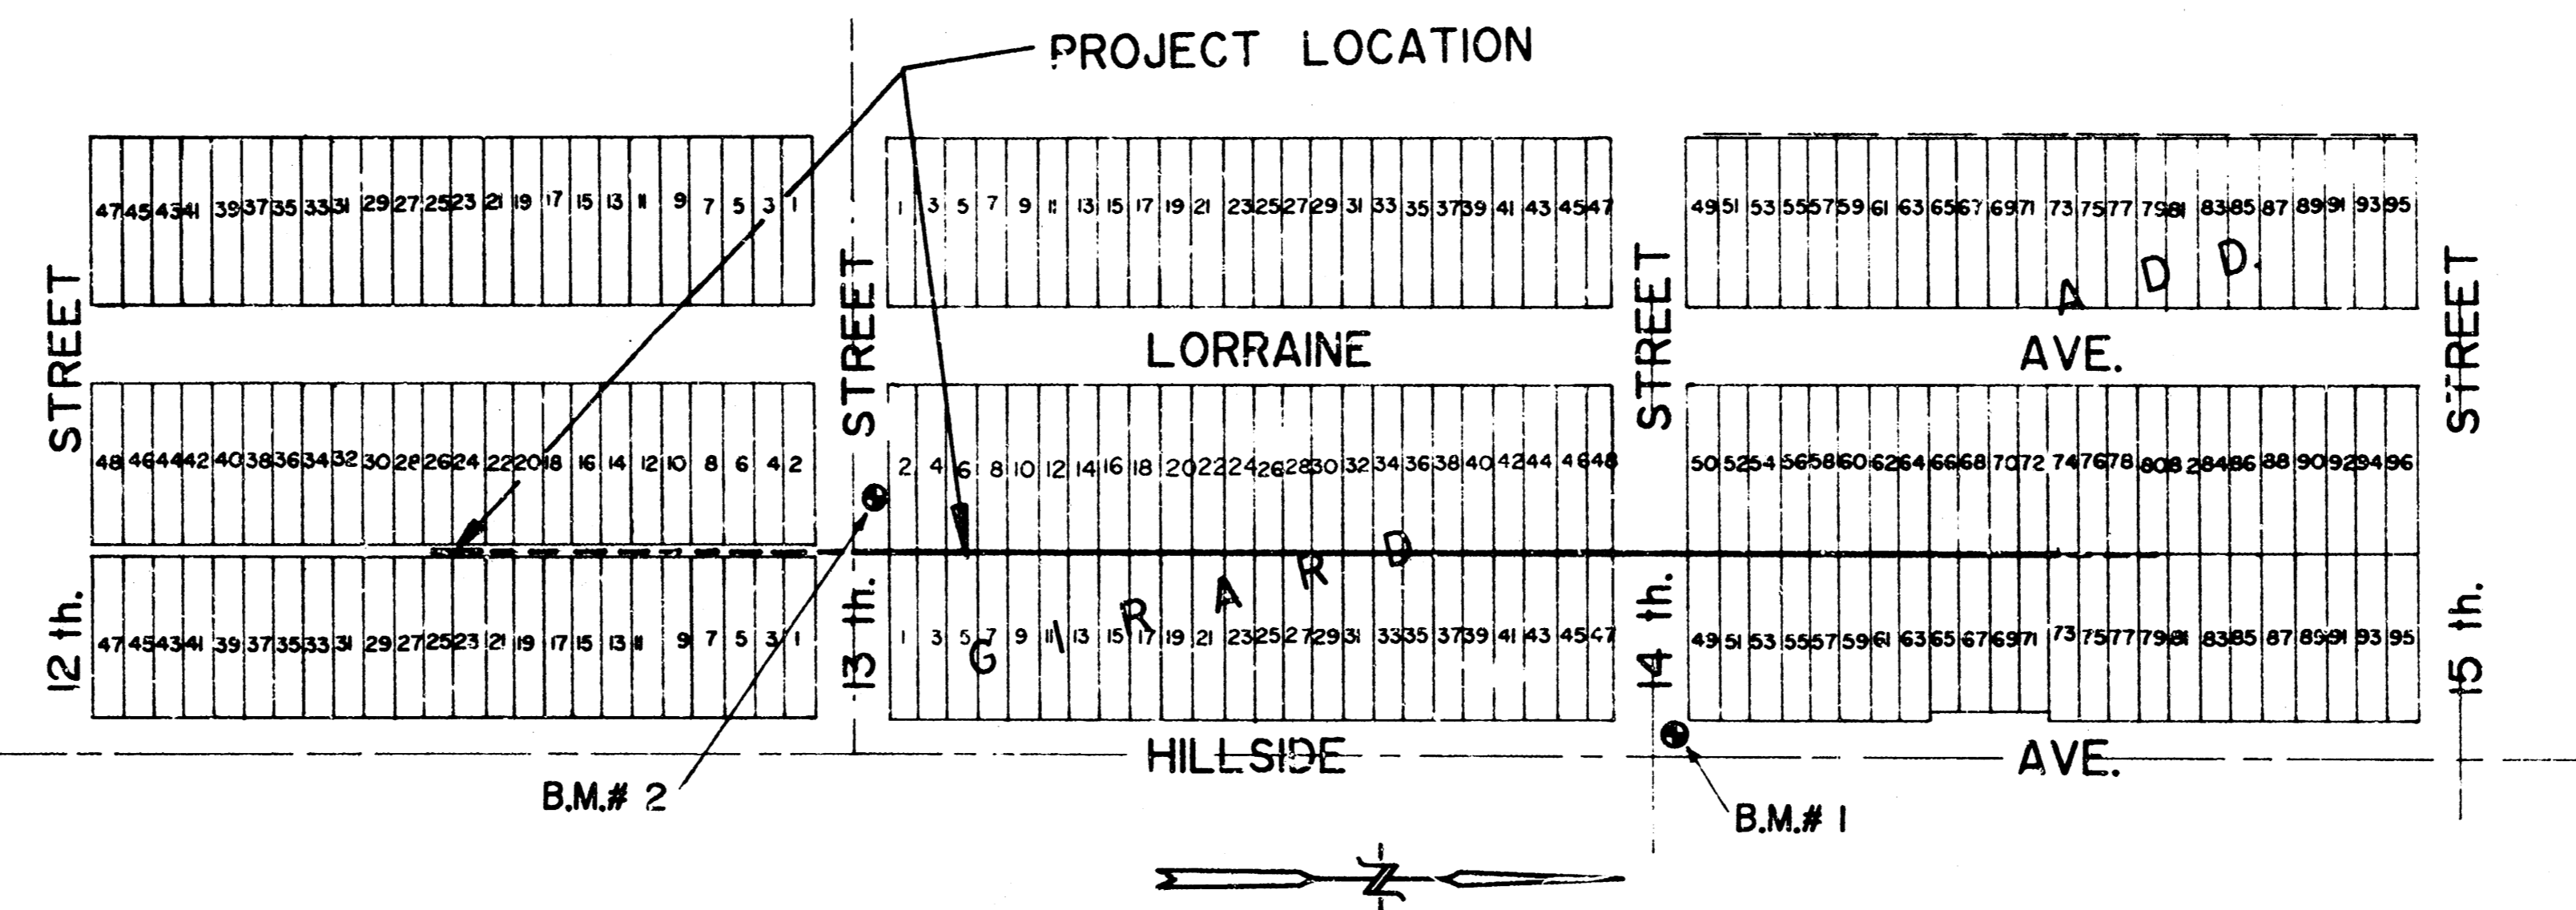 PROJECT LOCATION
47 45 43 41 39 37 35 33 31 29 27 25 23 21 19 17 15 13 11 9 7 5 3 1
1 3 5 7 9 11 13 15 17 19 21 23 25 27 29 31 33 35 37 39 41 43 45 47
49 51 53 55 57 59 61 63 65 67 69 71 73 75 77 79 81 83 85 87 89 91 93 95
LORRAINE AVE.
48 46 44 42 40 38 36 34 32 30 28 26 24 22 20 18 16 14 12 10 8 6 4 2
2 4 6 8 10 12 14 16 18 20 22 24 26 28 30 32 34 36 38 40 42 44 46 48
50 52 54 56 58 60 62 64 66 68 70 72 74 76 78 80 82 84 86 88 90 92 94 96
GIRARD ADD.
47 45 43 41 39 37 35 33 31 29 27 25 23 21 19 17 15 13 11 9 7 5 3 1
1 3 5 7 9 11 13 15 17 19 21 23 25 27 29 31 33 35 37 39 41 43 45 47
49 51 53 55 57 59 61 63 65 67 69 71 73 75 77 79 81 83 85 87 89 91 93 95
12 th. STREET
13 th. STREET
14 th. STREET
15 th. STREET
HILLSIDE AVE.
B.M.# 2
B.M.# 1
N